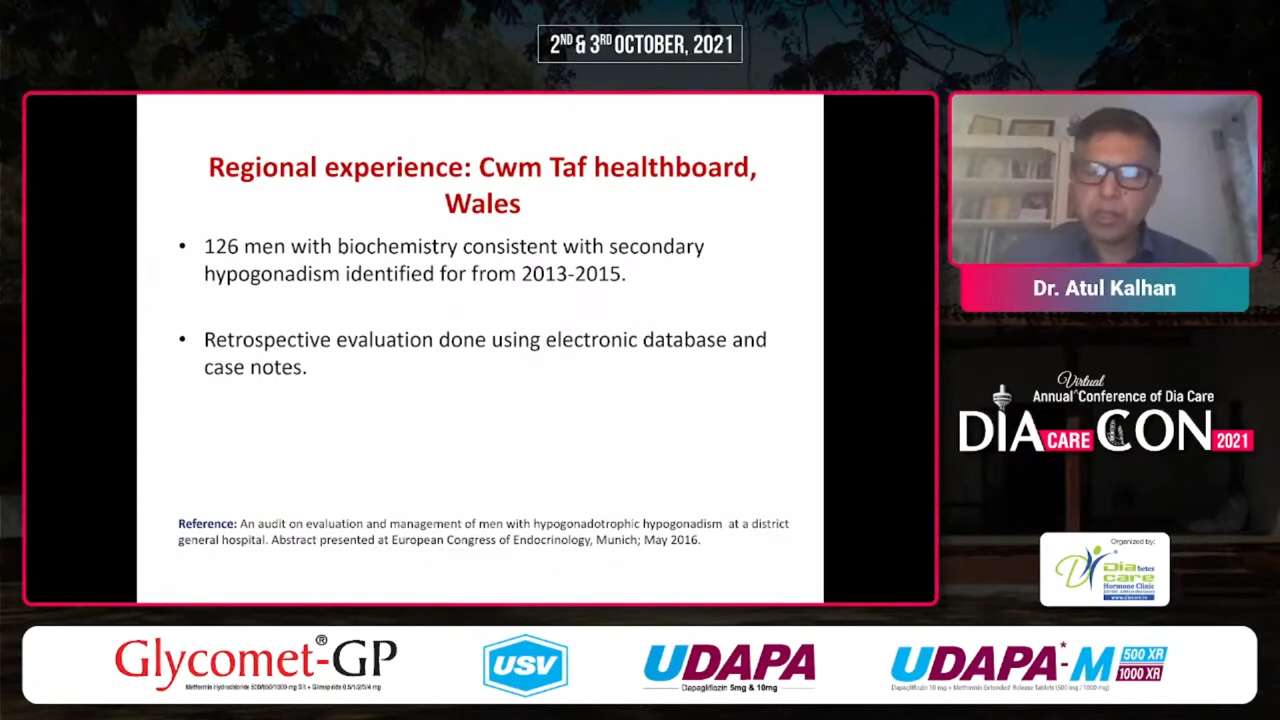 2ND & 3RD OCTOBER, 2021
Regional experience: Cwm Taf healthboard,
Wales
• 126 men with biochemistry consistent with secondary
hypogonadism identified for from 2013-2015.
• Retrospective evaluation done using electronic database and
case notes.
Reference: An audit on evaluation and management of men with hypogonadotrophic hypogonadism at a district
general hospital. Abstract presented at European Congress of Endocrinology, Munich; May 2016.
Dr. Atul Kalhan
Virtual
Annual^Conference of Dia Care
DIA CARE CON 2021
Organized by:
Diabetes
care
Hormone Clinic
Glycomet®-GP
Metformin Hydrochloride 500/850/1000 mg S.R + Glimepiride 0.5/1/2/3/4 mg
USV
UDAPA
Dapagliflozin 5mg & 10mg
UDAPA*-M 500 XR
1000 XR
Dapagliflozin 10 mg + Metformin Extended Release Tablets (500 mg / 1000 mg)